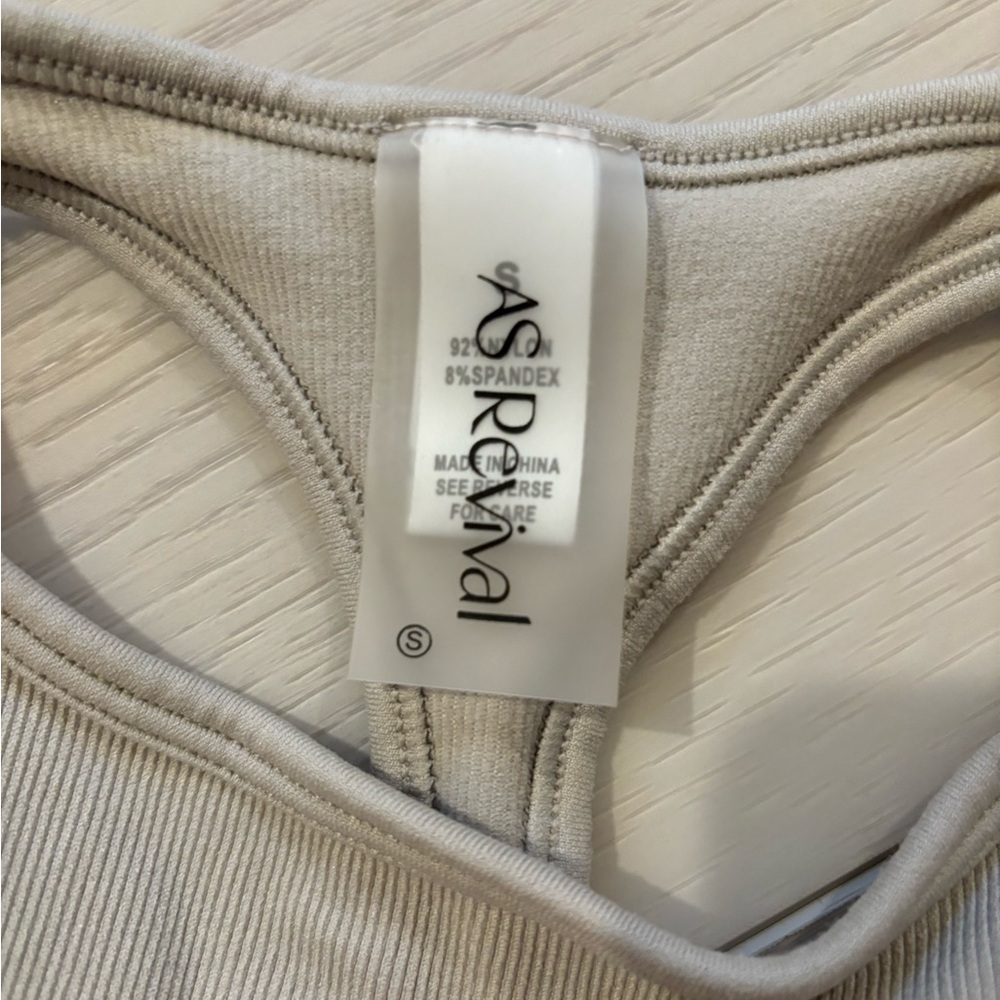 AS Revival
S
S
92% NYLON
8%SPANDEX
MADE IN CHINA
SEE REVERSE
FOR CARE